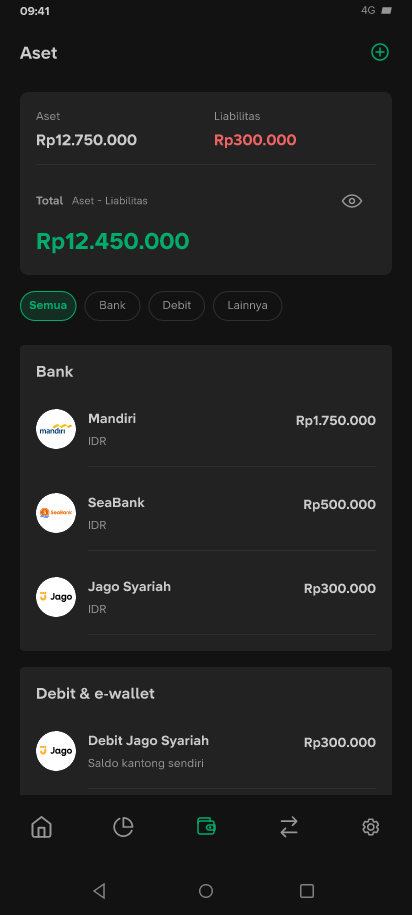 09:41 4G
Aset
Aset Liabilitas
Rp12.750.000 Rp300.000
Total Aset - Liabilitas
Rp12.450.000
Semua Bank Debit Lainnya
Bank
mandiri Mandiri Rp1.750.000
IDR
SeaBank SeaBank Rp500.000
IDR
Jago Jago Syariah Rp300.000
IDR
Debit & e-wallet
Jago Debit Jago Syariah Rp300.000
Saldo kantong sendiri